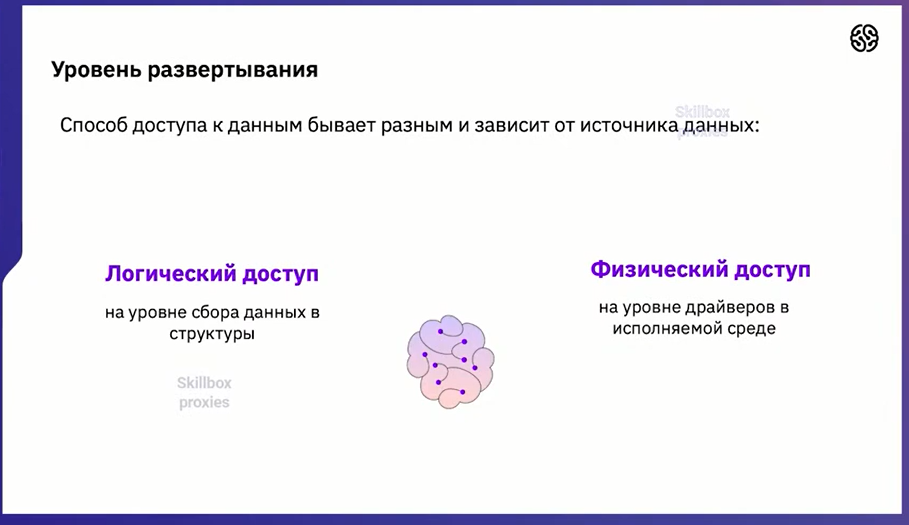 Уровень развертывания
Способ доступа к данным бывает разным и зависит от источника данных:
Skillbox
proxies
Логический доступ
на уровне сбора данных в
структуры
Физический доступ
на уровне драйверов в
исполняемой среде
Skillbox
proxies